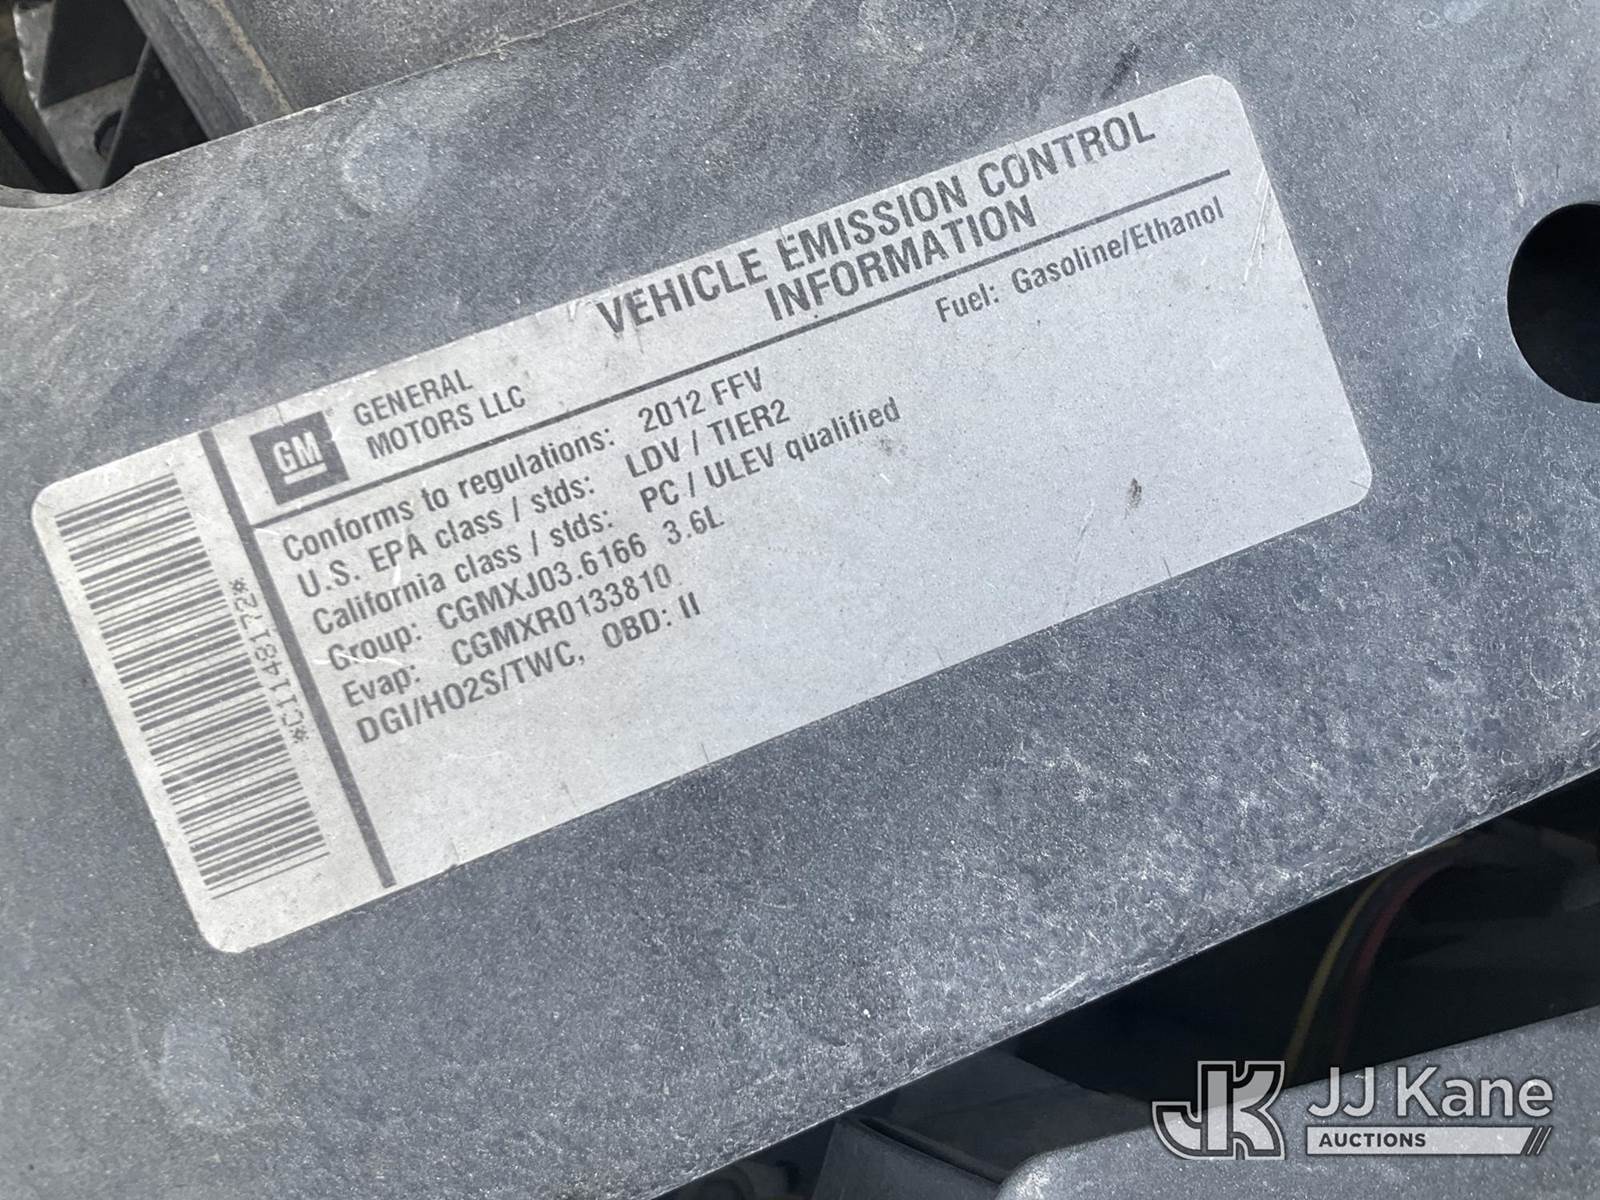 GM
GENERAL
MOTORS LLC
VEHICLE EMISSION CONTROL
INFORMATION
Conforms to regulations: 2012 FFV
Fuel: Gasoline/Ethanol
U.S. EPA class / stds: LDV / TIER2
California class / stds: PC / ULEV qualified
Group: CGMXJ03.6166 3.6L
Evap: CGMXR0133810
DGI/HO2S/TWC, OBD: II
*C1148172*
JK
JJ Kane
AUCTIONS